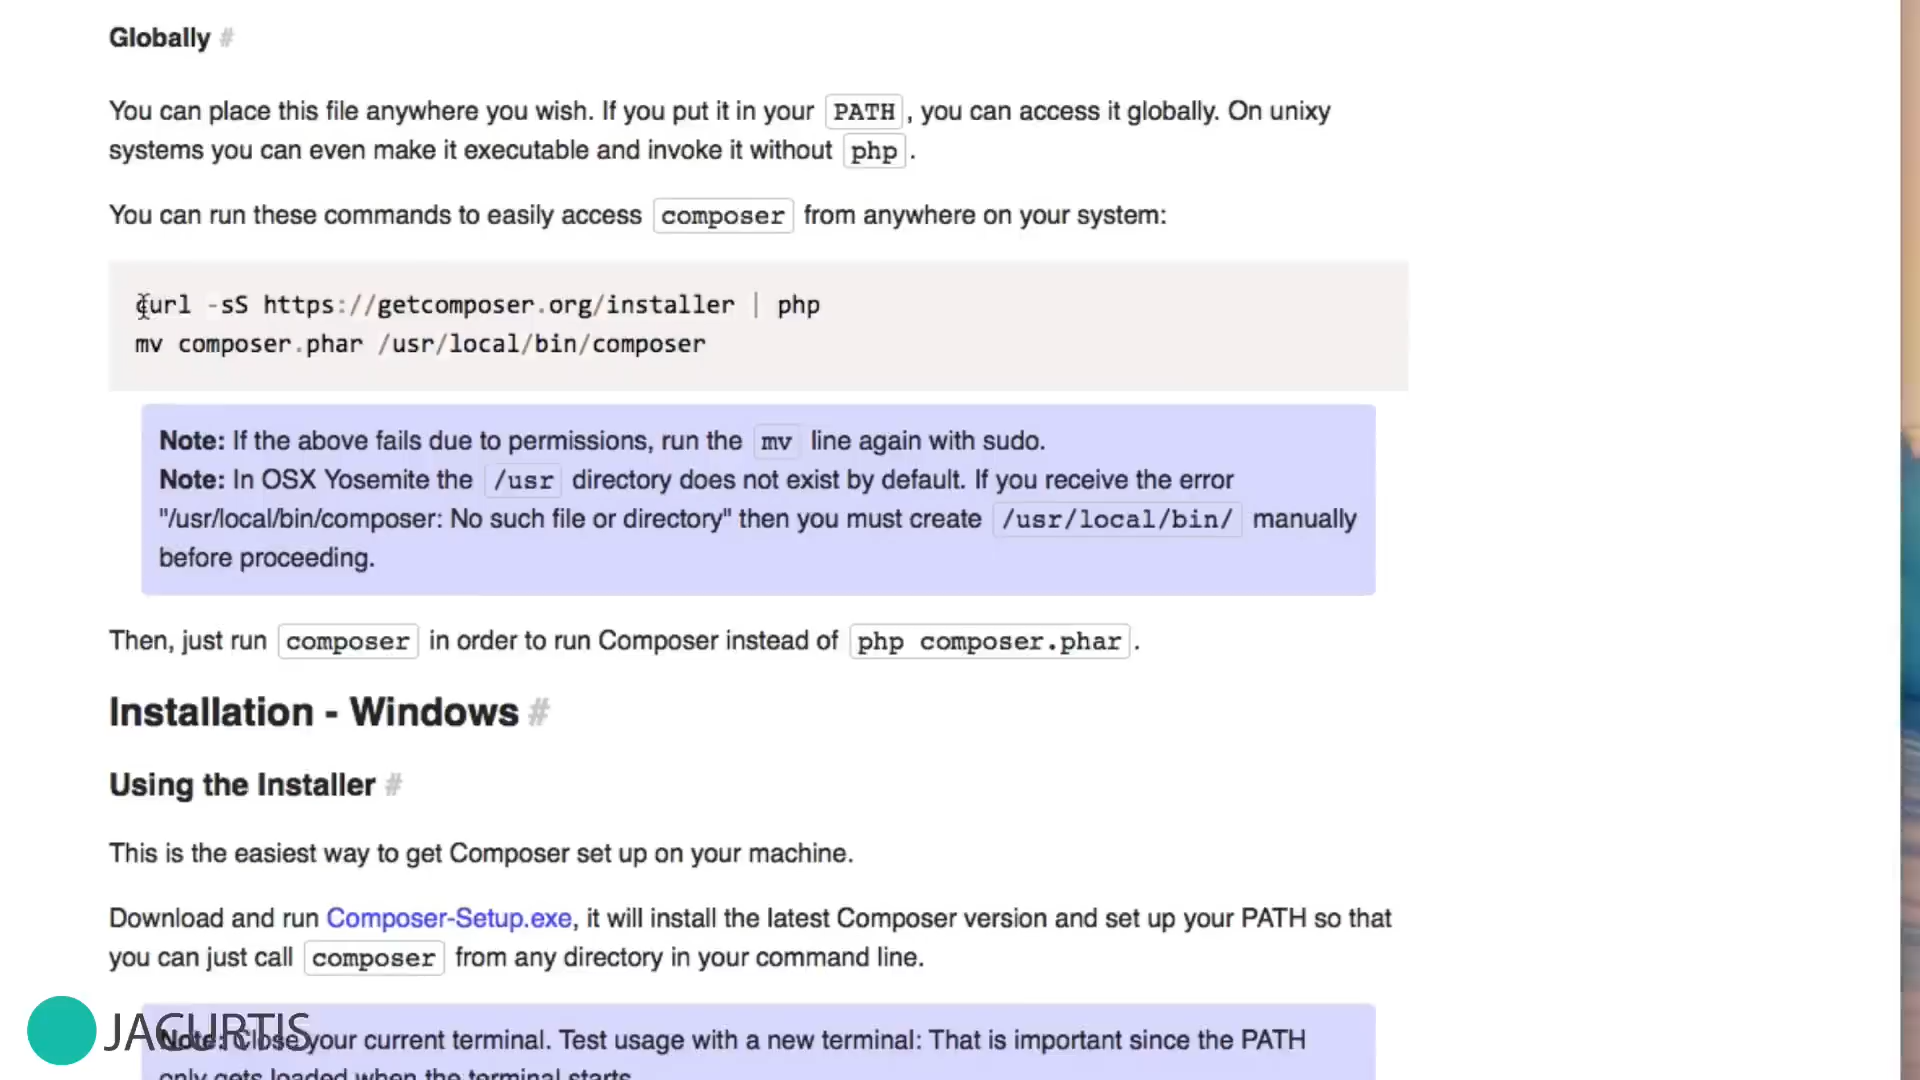 Globally #
You can place this file anywhere you wish. If you put it in your PATH, you can access it globally. On unixy
systems you can even make it executable and invoke it without php.
You can run these commands to easily access composer from anywhere on your system:
curl -sS https://getcomposer.org/installer | php
mv composer.phar /usr/local/bin/composer
Note: If the above fails due to permissions, run the mv line again with sudo.
Note: In OSX Yosemite the /usr directory does not exist by default. If you receive the error
"/usr/local/bin/composer: No such file or directory" then you must create /usr/local/bin/ manually
before proceeding.
Then, just run composer in order to run Composer instead of php composer.phar.
Installation - Windows #
Using the Installer #
This is the easiest way to get Composer set up on your machine.
Download and run Composer-Setup.exe, it will install the latest Composer version and set up your PATH so that
you can just call composer from any directory in your command line.
Note: Close your current terminal. Test usage with a new terminal: That is important since the PATH
only gets loaded when the terminal starts.
JACURTIS